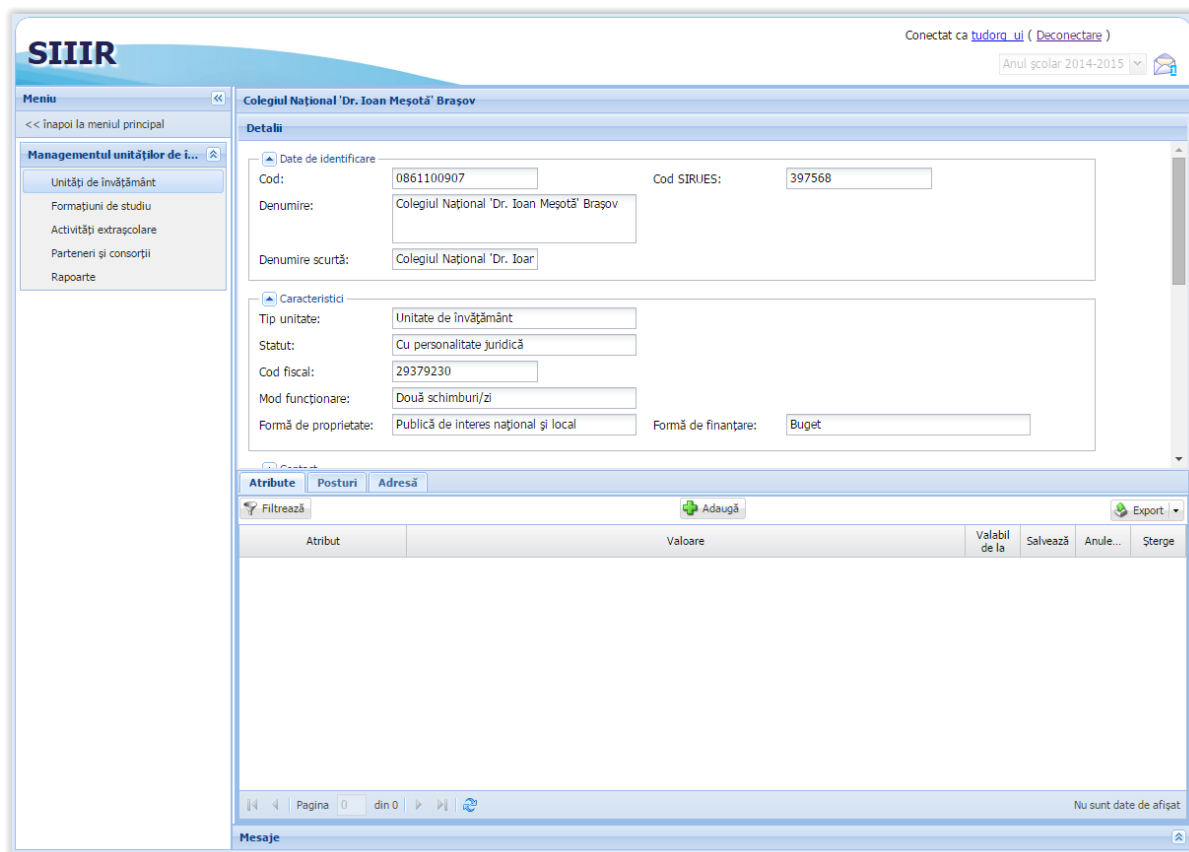 SIIIR
Conectat ca tudorg_ui ( Deconectare )
Anul școlar 2014-2015
Meniu
<< înapoi la meniul principal
Managementul unităților de î...
Unități de învățământ
Formațiuni de studiu
Activități extrașcolare
Parteneri și consorții
Rapoarte
Colegiul Național 'Dr. Ioan Meșotă' Brașov
Detalii
Date de identificare
Cod: 0861100907 Cod SIRUES: 397568
Denumire: Colegiul Național 'Dr. Ioan Meșotă' Brașov
Denumire scurtă: Colegiul Național 'Dr. Ioar
Caracteristici
Tip unitate: Unitate de învățământ
Statut: Cu personalitate juridică
Cod fiscal: 29379230
Mod funcționare: Două schimburi/zi
Formă de proprietate: Publică de interes național și local Formă de finanțare: Buget
Contact
Atribute Posturi Adresă
Filtrează Adaugă Export
Atribut Valoare Valabil de la Salvează Anule... Șterge
Pagina 0 din 0 Nu sunt date de afișat
Mesaje